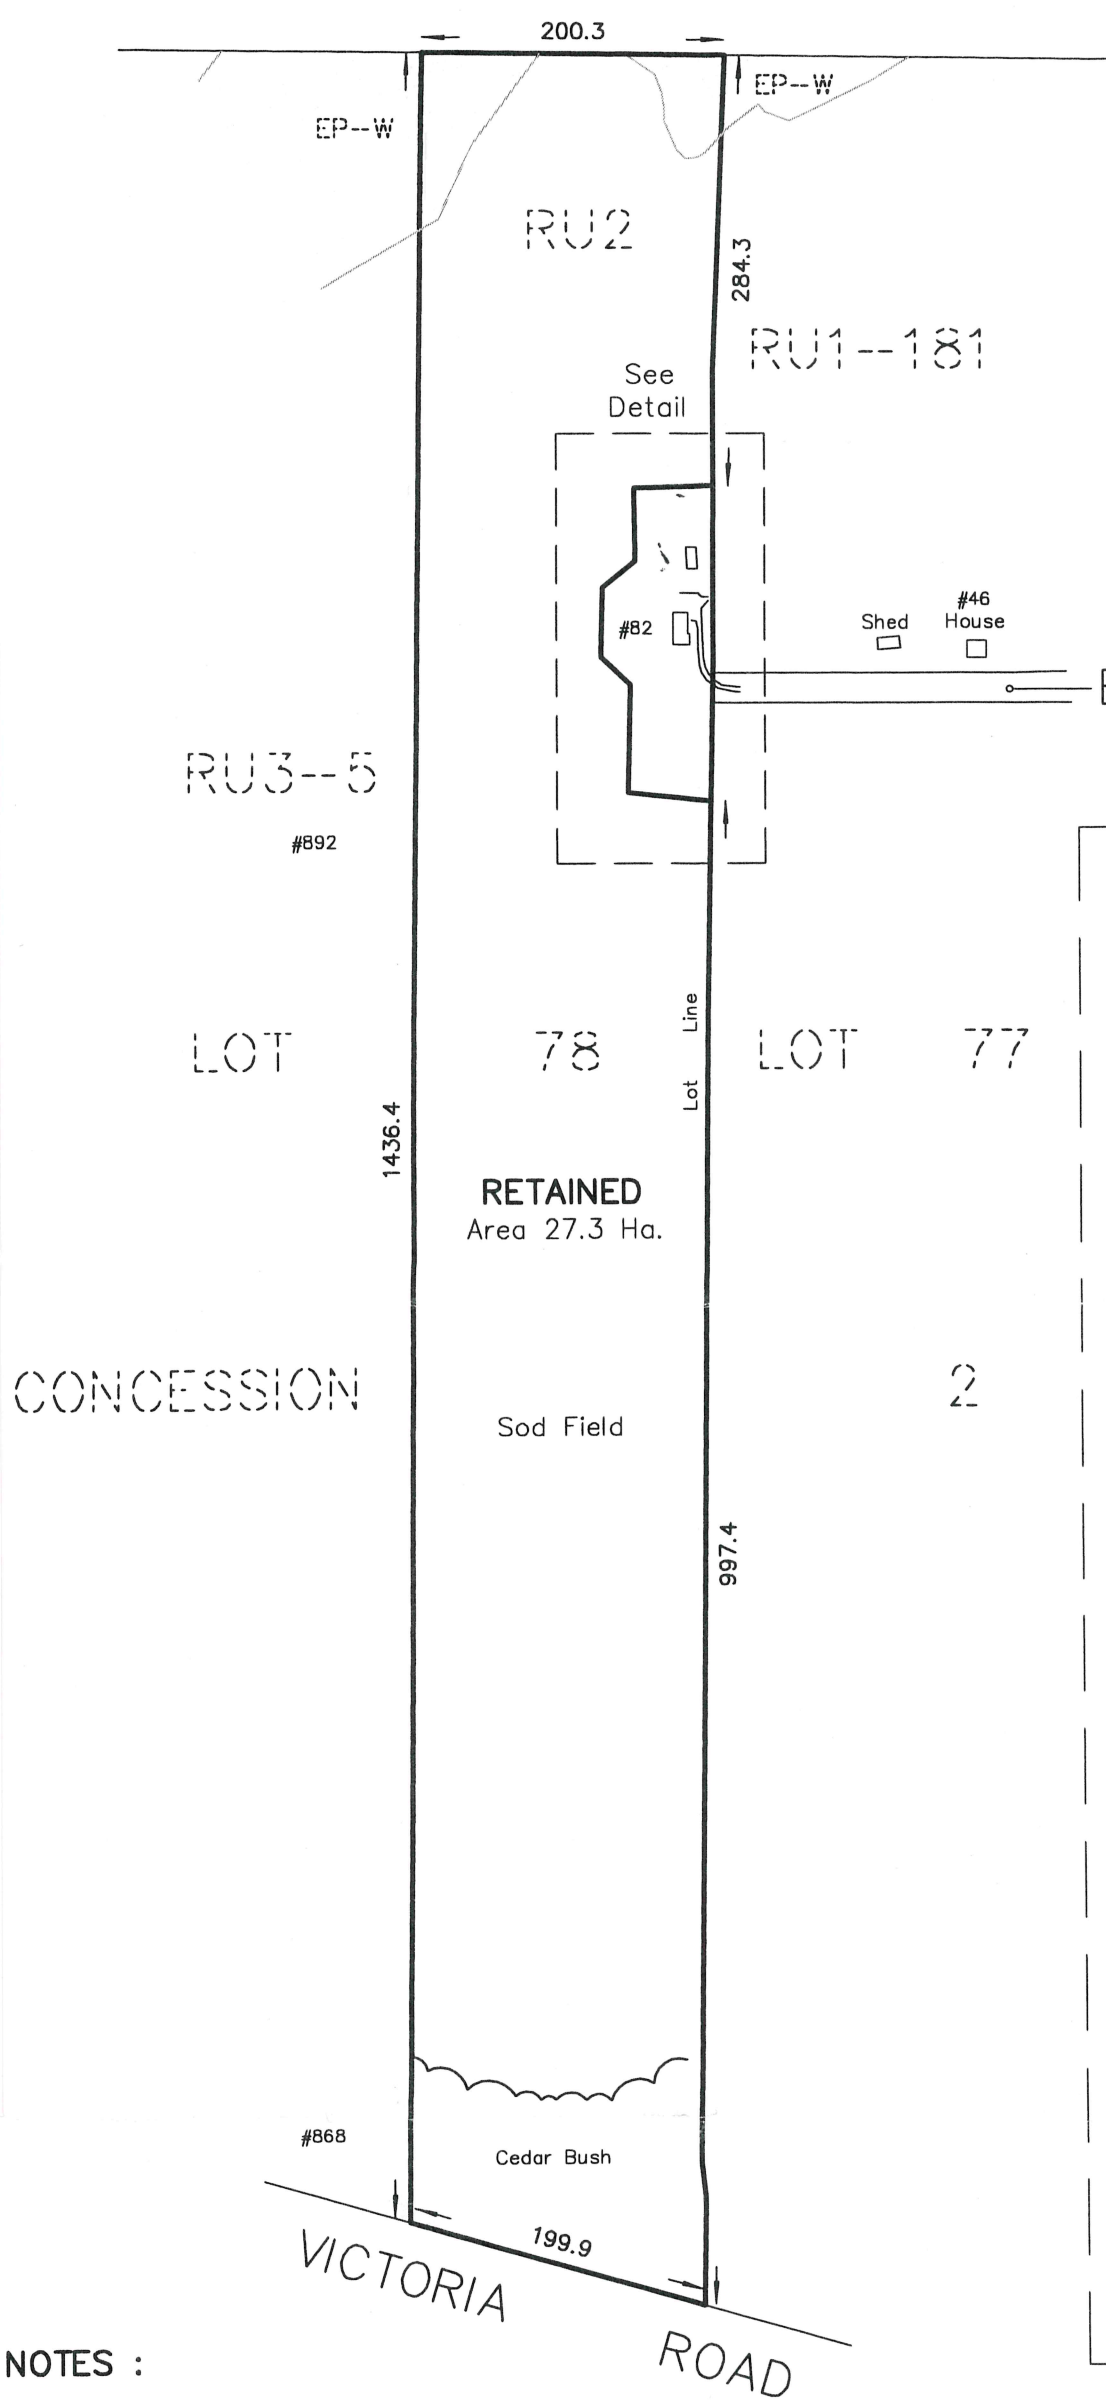 200.3
EP--W
EP--W
RU2
284.3
RU1--181
See
Detail
#46
Shed House
#82
RU3--5
#892
Lot Line
LOT 78 LOT 77
1436.4
RETAINED
Area 27.3 Ha.
CONCESSION 2
Sod Field
997.4
#868
Cedar Bush
199.9
VICTORIA ROAD
NOTES :